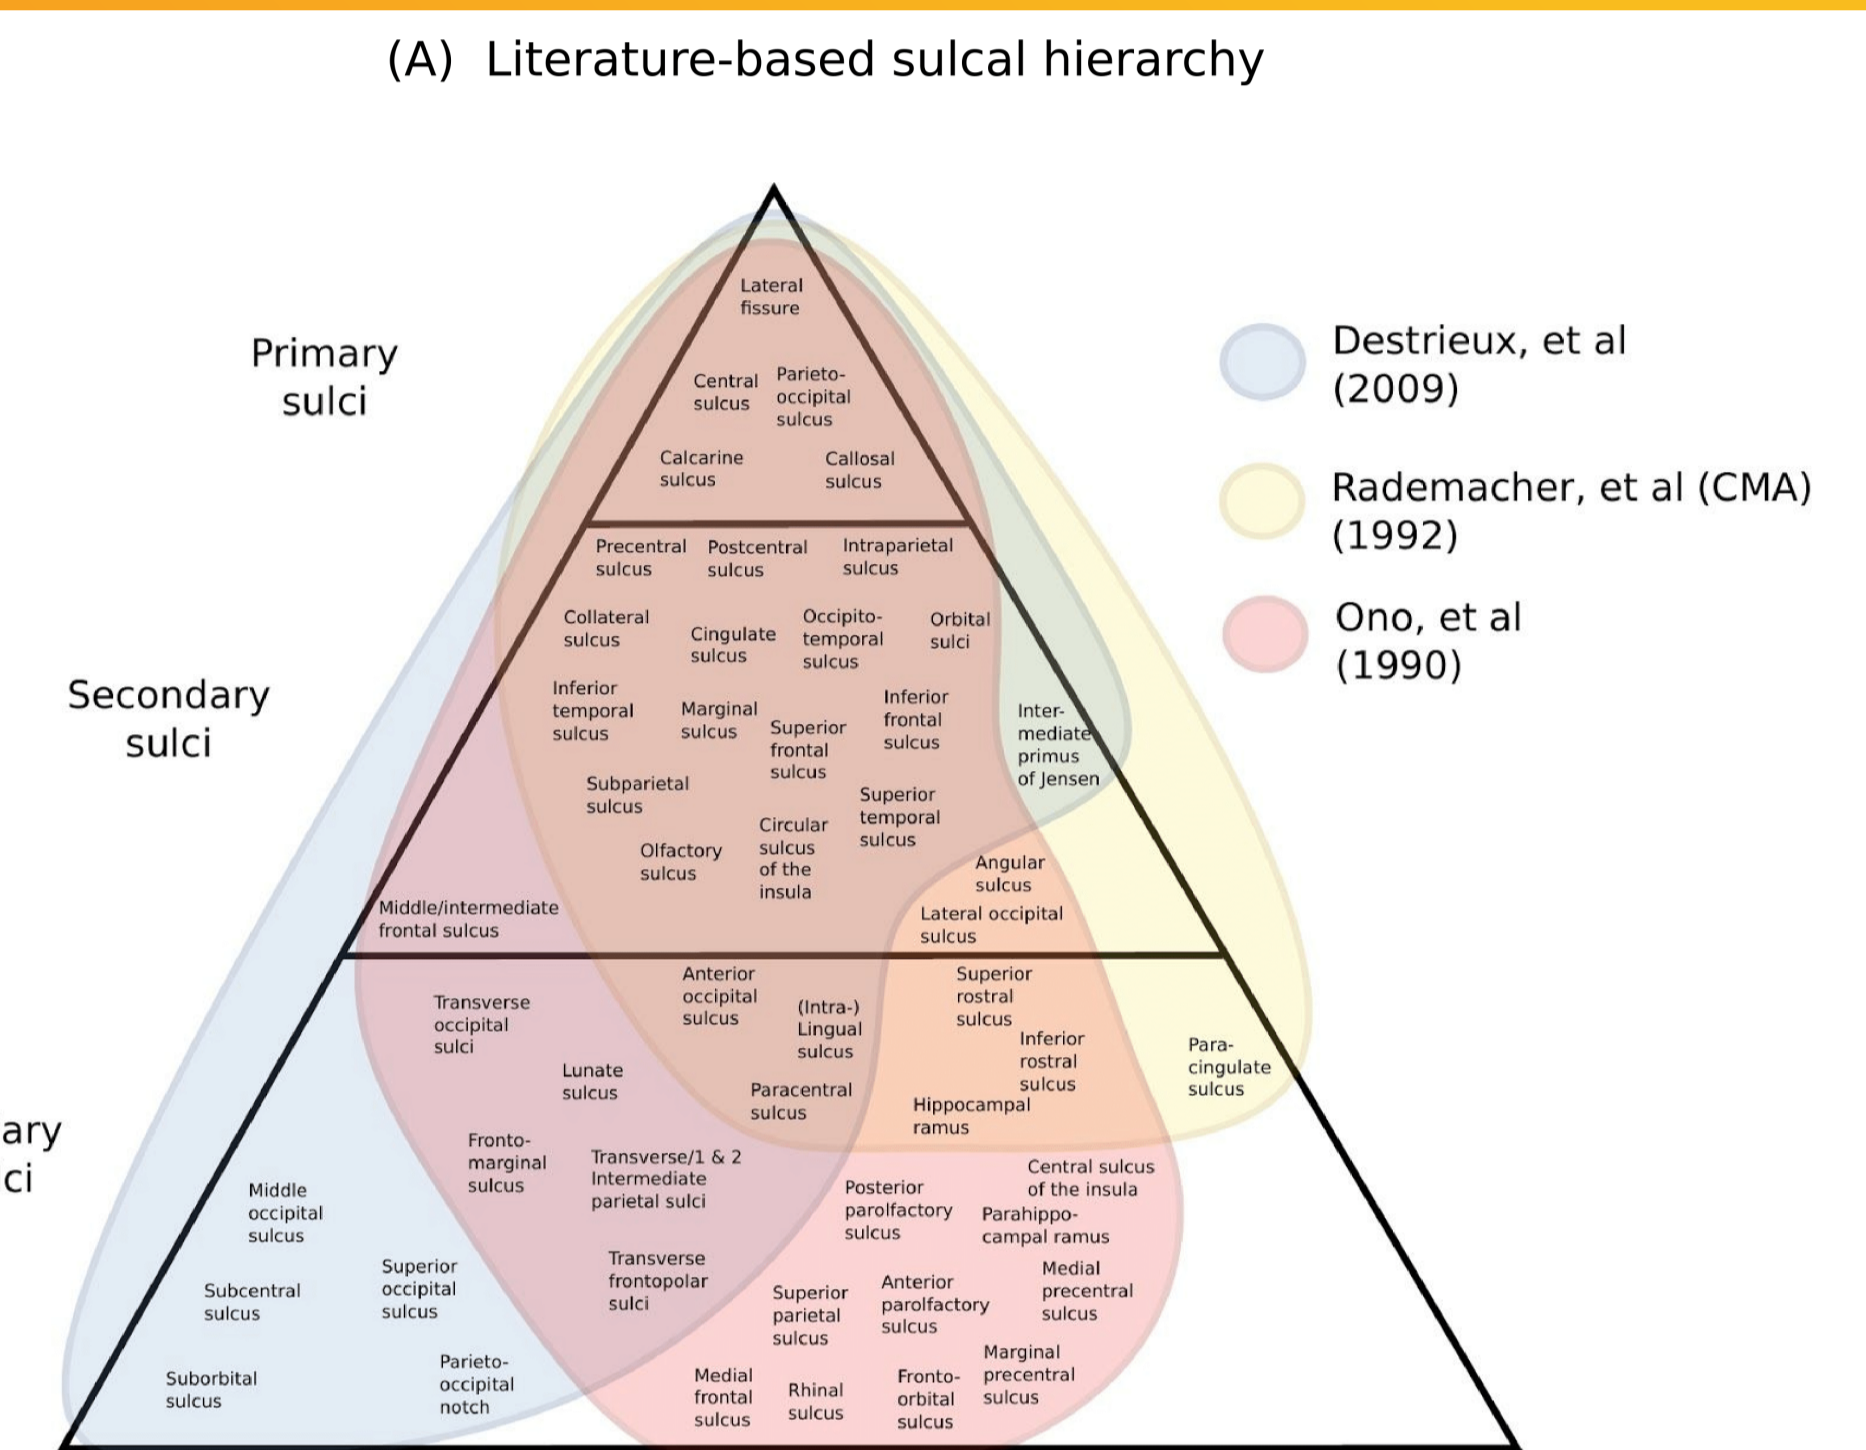 (A) Literature-based sulcal hierarchy
Primary
sulci
Secondary
sulci
ary
ci
Destrieux, et al
(2009)
Rademacher, et al (CMA)
(1992)
Ono, et al
(1990)
Lateral
fissure
Central
sulcus
Parieto-
occipital
sulcus
Calcarine
sulcus
Callosal
sulcus
Precentral
sulcus
Postcentral
sulcus
Intraparietal
sulcus
Collateral
sulcus
Cingulate
sulcus
Occipito-
temporal
sulcus
Orbital
sulci
Inferior
temporal
sulcus
Marginal
sulcus
Superior
frontal
sulcus
Inferior
frontal
sulcus
Inter-
mediate
primus
of Jensen
Subparietal
sulcus
Superior
temporal
sulcus
Circular
sulcus
of the
insula
Olfactory
sulcus
Angular
sulcus
Middle/intermediate
frontal sulcus
Lateral occipital
sulcus
Anterior
occipital
sulcus
Superior
rostral
sulcus
Transverse
occipital
sulci
(Intra-)
Lingual
sulcus
Inferior
rostral
sulcus
Para-
cingulate
sulcus
Lunate
sulcus
Paracentral
sulcus
Hippocampal
ramus
Fronto-
marginal
sulcus
Transverse/1 & 2
Intermediate
parietal sulci
Central sulcus
of the insula
Middle
occipital
sulcus
Posterior
parolfactory
sulcus
Parahippo-
campal ramus
Transverse
frontopolar
sulci
Superior
occipital
sulcus
Subcentral
sulcus
Medial
precentral
sulcus
Anterior
parolfactory
sulcus
Superior
parietal
sulcus
Marginal
precentral
sulcus
Parieto-
occipital
notch
Suborbital
sulcus
Medial
frontal
sulcus
Rhinal
sulcus
Fronto-
orbital
sulcus